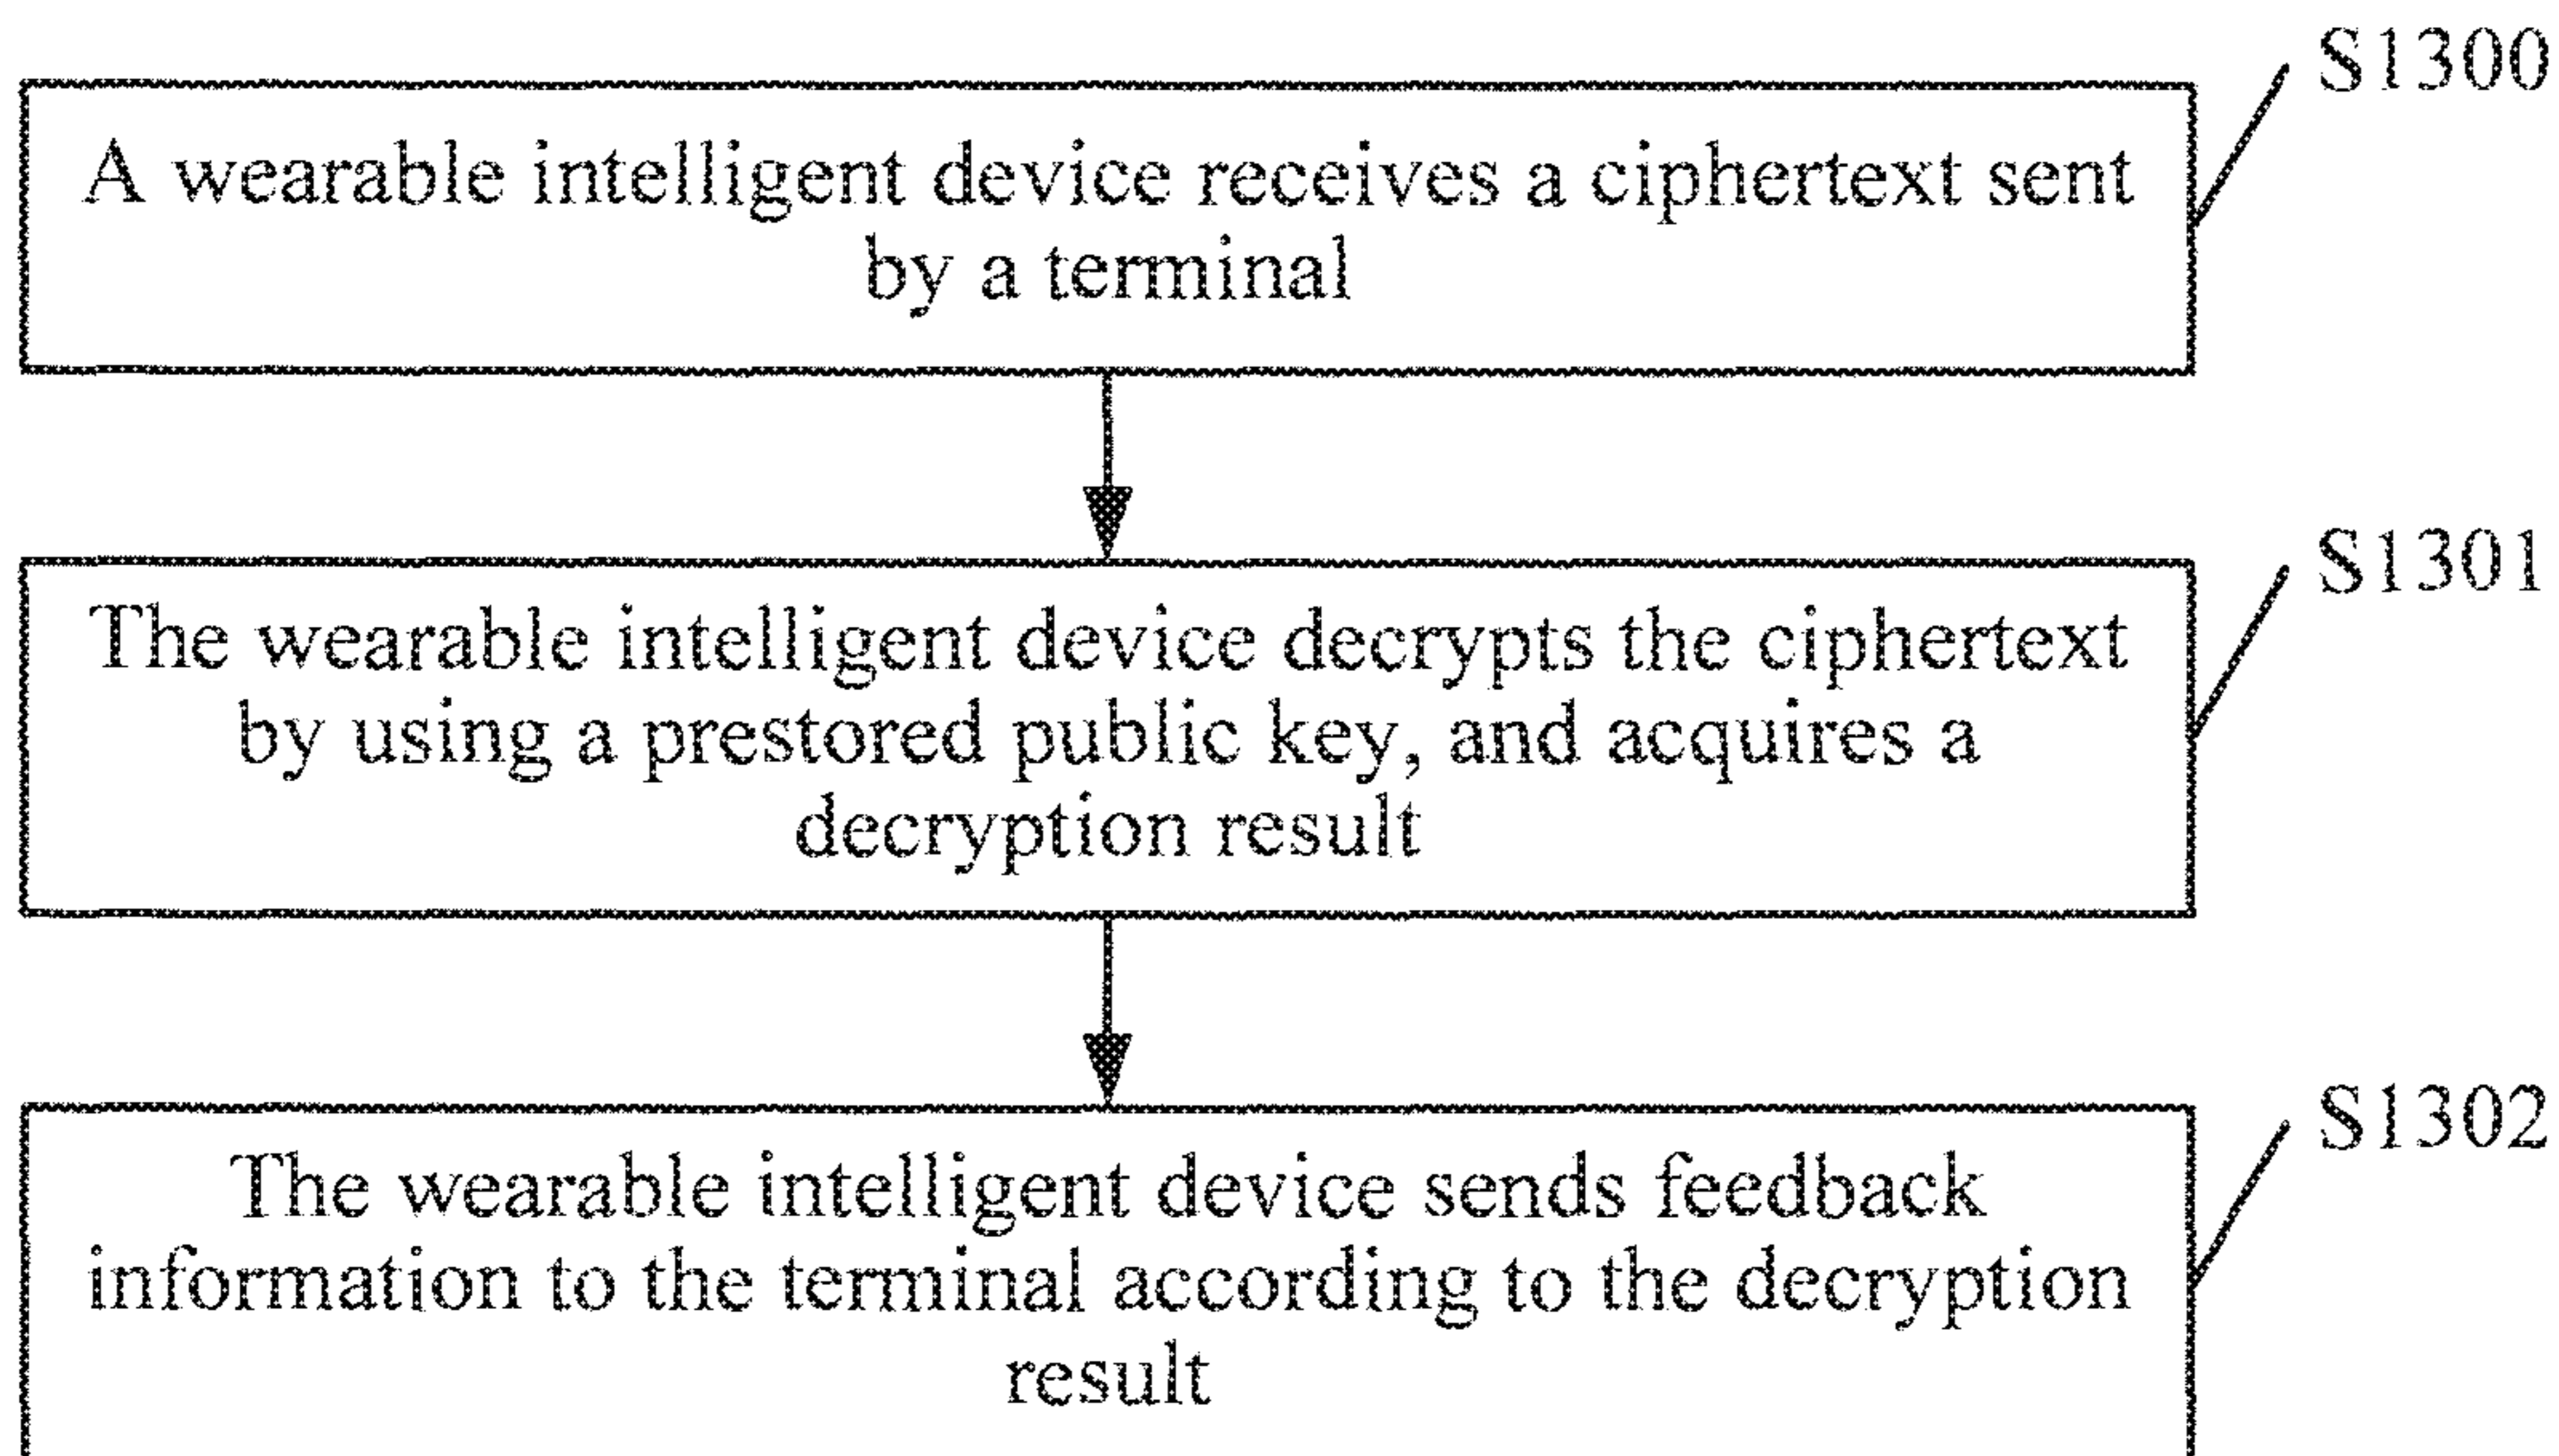 S1300
A wearable intelligent device receives a ciphertext sent
by a terminal
S1301
The wearable intelligent device decrypts the ciphertext
by using a prestored public key, and acquires a
decryption result
S1302
The wearable intelligent device sends feedback
information to the terminal according to the decryption
result